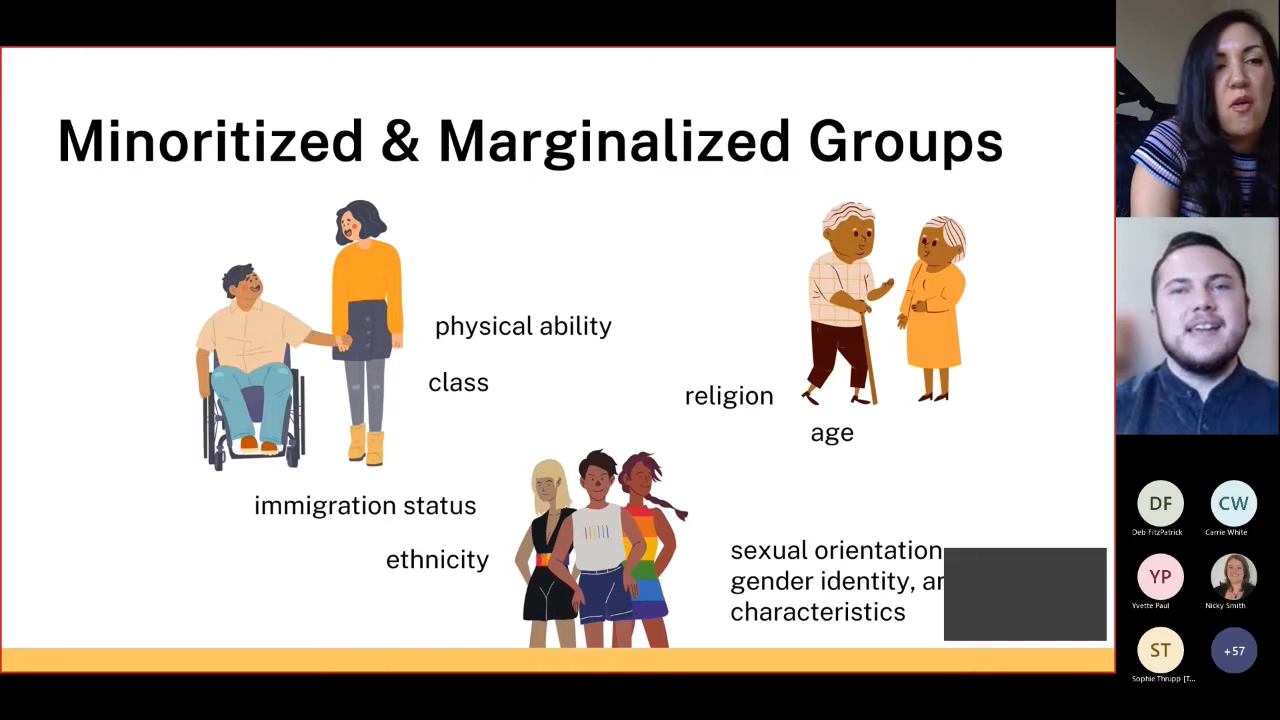 Minoritized & Marginalized Groups
physical ability
class
religion
age
immigration status
ethnicity
sexual orientation
gender identity,
characteristics
DF
CW
Deb FitzPatrick
Carrie White
YP
Yvette Paul
Nicky Smith
ST
+57
Sophie Thrupp [T...